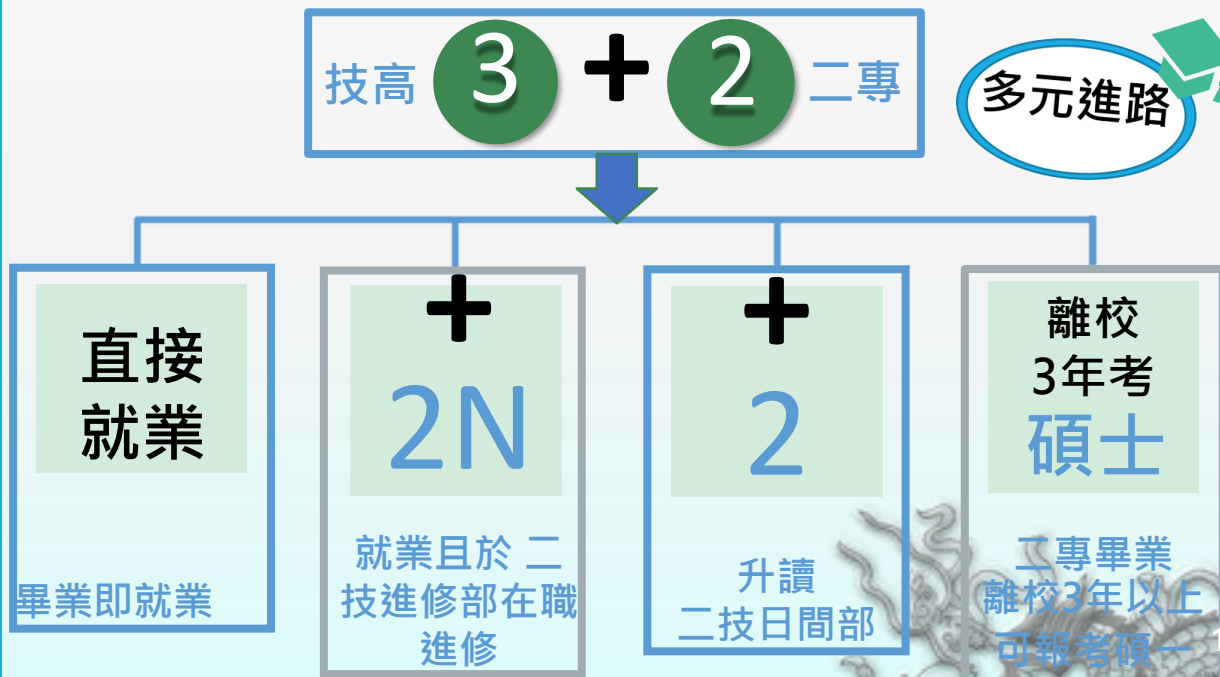 技高 3 + 2 二專
多元進路
直接
就業
畢業即就業
+
2N
就業且於 二
技進修部在職
進修
+
2
升讀
二技日間部
離校
3年考
碩士
二專畢業
離校3年以上
可報考碩一